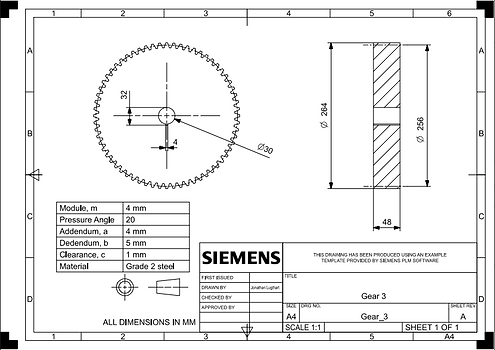 1 2 3 4 5 6
A A
B B
C C
D D
32
4
Ø30
Ø 264
Ø 256
48
Module, m 4 mm
Pressure Angle 20
Addendum, a 4 mm
Dedendum, b 5 mm
Clearance, c 1 mm
Material Grade 2 steel
ALL DIMENSIONS IN MM
SIEMENS
THIS DRAWING HAS BEEN PRODUCED USING AN EXAMPLE
TEMPLATE PROVIDED BY SIEMENS PLM SOFTWARE
FIRST ISSUED
DRAWN BY Jonathan Lughart
CHECKED BY
APPROVED BY
TITLE
Gear 3
SIZE DRG NO. SHEET REV
A4 Gear_3 A
SCALE 1:1 SHEET 1 OF 1
1 2 3 4 5 A4